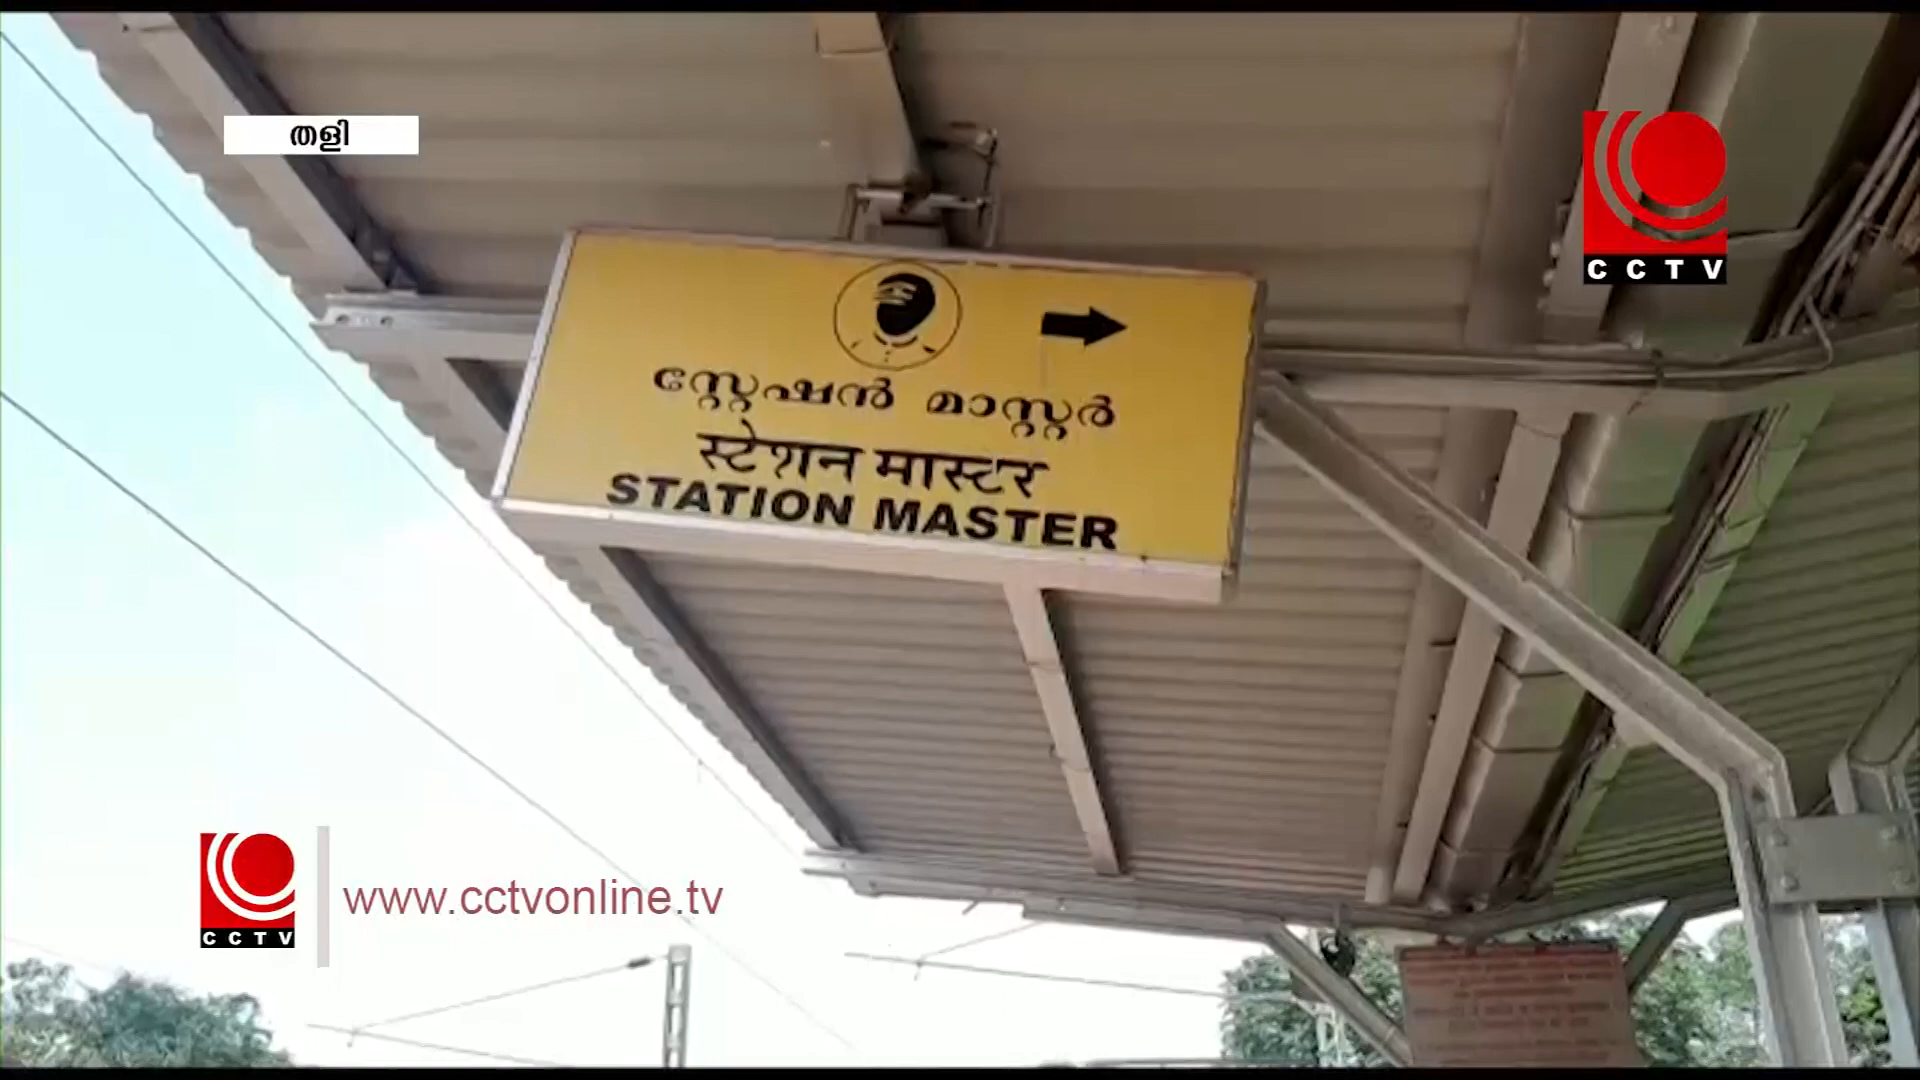 തളി
CCTV
സ്റ്റേഷൻ മാസ്റ്റർ
स्टेशन मास्टर
STATION MASTER
CCTV
www.cctvonline.tv